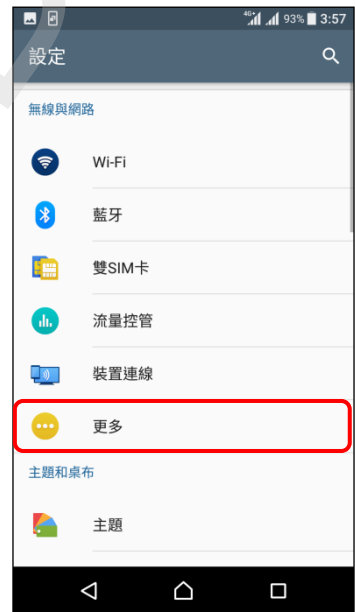 4G+ 93% 3:57
設定
無線與網路
Wi-Fi
藍牙
雙SIM卡
流量控管
裝置連線
更多
主題和桌布
主題